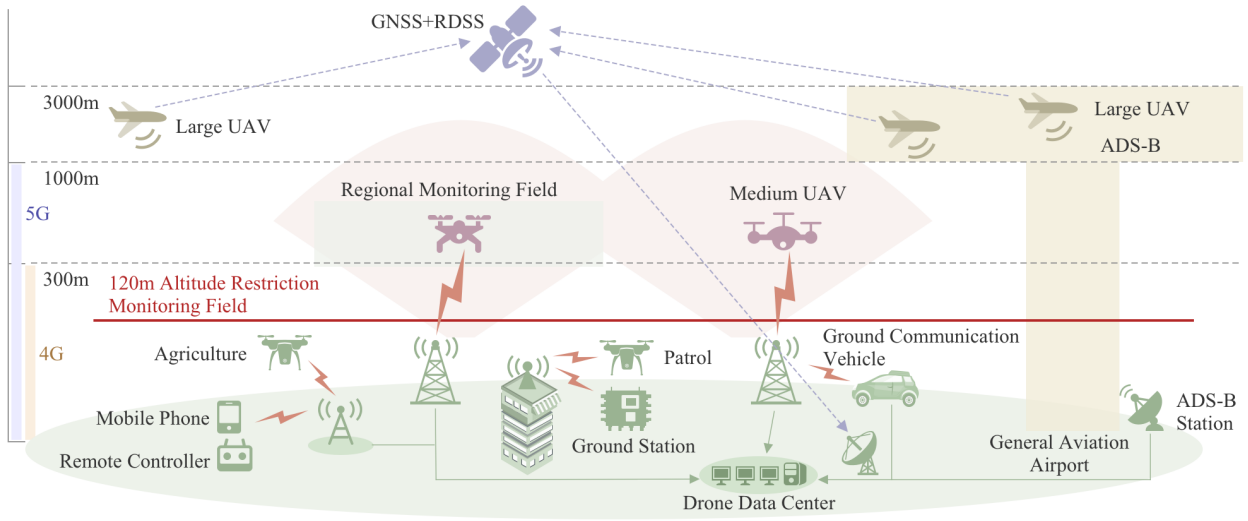 GNSS+RDSS
3000m
Large UAV
Large UAV
ADS-B
1000m
Regional Monitoring Field
Medium UAV
5G
300m
120m Altitude Restriction
Monitoring Field
4G
Agriculture
Patrol
Ground Communication
Vehicle
Mobile Phone
Remote Controller
Ground Station
General Aviation
Airport
ADS-B
Station
Drone Data Center